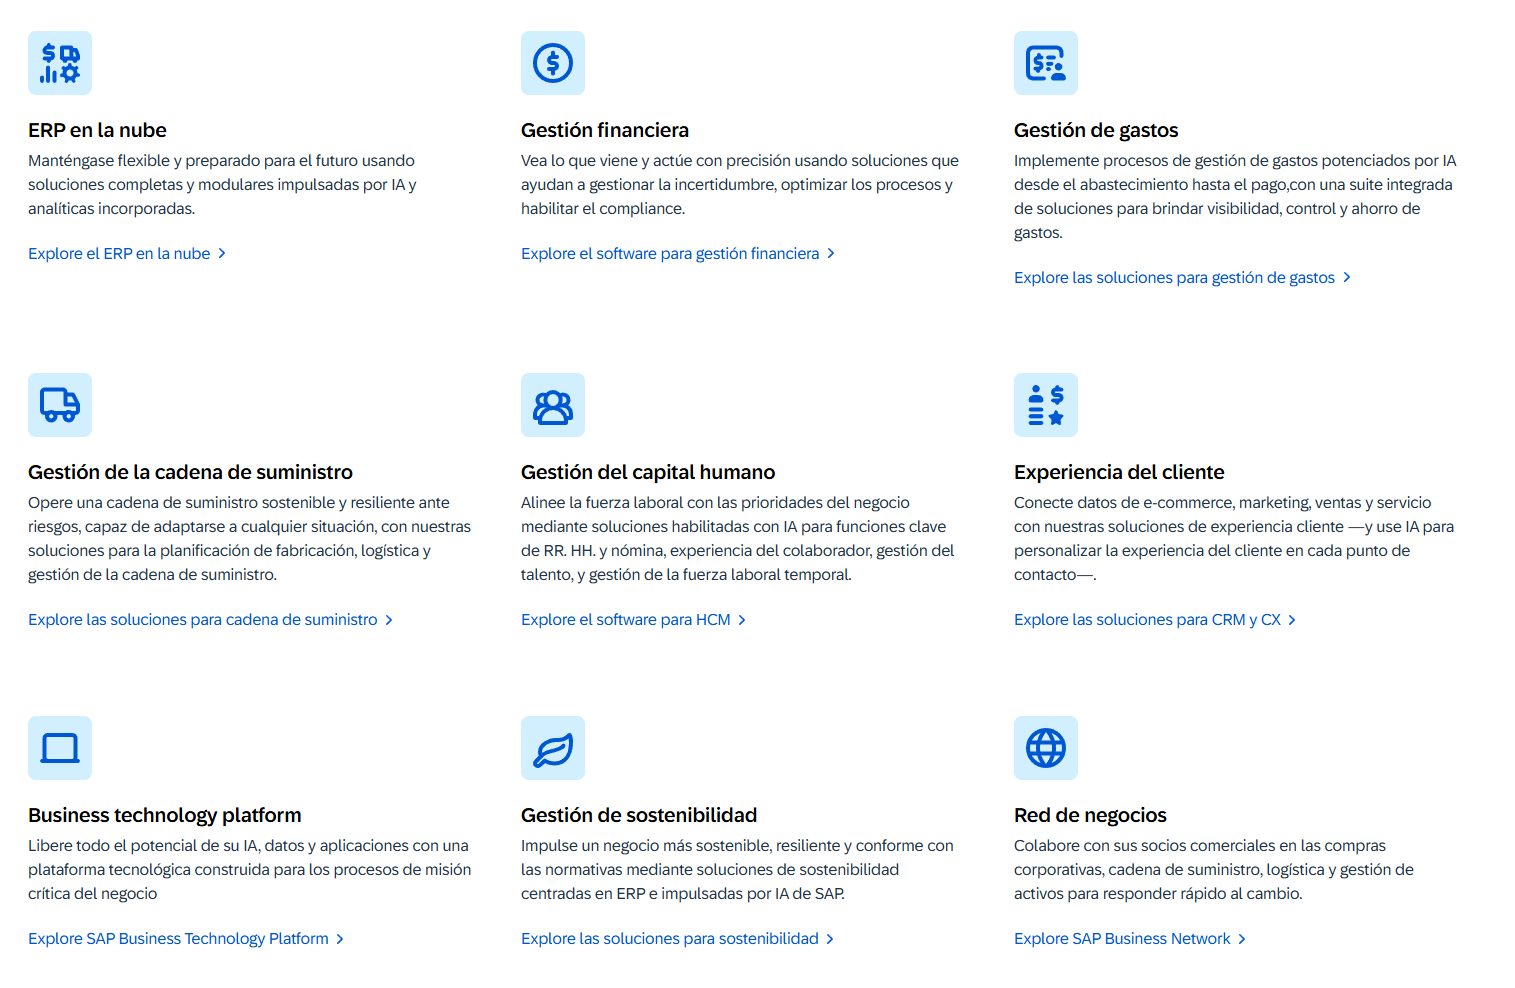 ERP en la nube
Manténgase flexible y preparado para el futuro usando
soluciones completas y modulares impulsadas por IA y
analíticas incorporadas.
Explore el ERP en la nube
Gestión financiera
Vea lo que viene y actúe con precisión usando soluciones que
ayudan a gestionar la incertidumbre, optimizar los procesos y
habilitar el compliance.
Explore el software para gestión financiera
Gestión de gastos
Implemente procesos de gestión de gastos potenciados por IA
desde el abastecimiento hasta el pago,con una suite integrada
de soluciones para brindar visibilidad, control y ahorro de
gastos.
Explore las soluciones para gestión de gastos
Gestión de la cadena de suministro
Opere una cadena de suministro sostenible y resiliente ante
riesgos, capaz de adaptarse a cualquier situación, con nuestras
soluciones para la planificación de fabricación, logística y
gestión de la cadena de suministro.
Explore las soluciones para cadena de suministro
Gestión del capital humano
Alinee la fuerza laboral con las prioridades del negocio
mediante soluciones habilitadas con IA para funciones clave
de RR. HH. y nómina, experiencia del colaborador, gestión del
talento, y gestión de la fuerza laboral temporal.
Explore el software para HCM
Experiencia del cliente
Conecte datos de e-commerce, marketing, ventas y servicio
con nuestras soluciones de experiencia cliente —y use IA para
personalizar la experiencia del cliente en cada punto de
contacto—.
Explore las soluciones para CRM y CX
Business technology platform
Libere todo el potencial de su IA, datos y aplicaciones con una
plataforma tecnológica construida para los procesos de misión
crítica del negocio
Explore SAP Business Technology Platform
Gestión de sostenibilidad
Impulse un negocio más sostenible, resiliente y conforme con
las normativas mediante soluciones de sostenibilidad
centradas en ERP e impulsadas por IA de SAP.
Explore las soluciones para sostenibilidad
Red de negocios
Colabore con sus socios comerciales en las compras
corporativas, cadena de suministro, logística y gestión de
activos para responder rápido al cambio.
Explore SAP Business Network